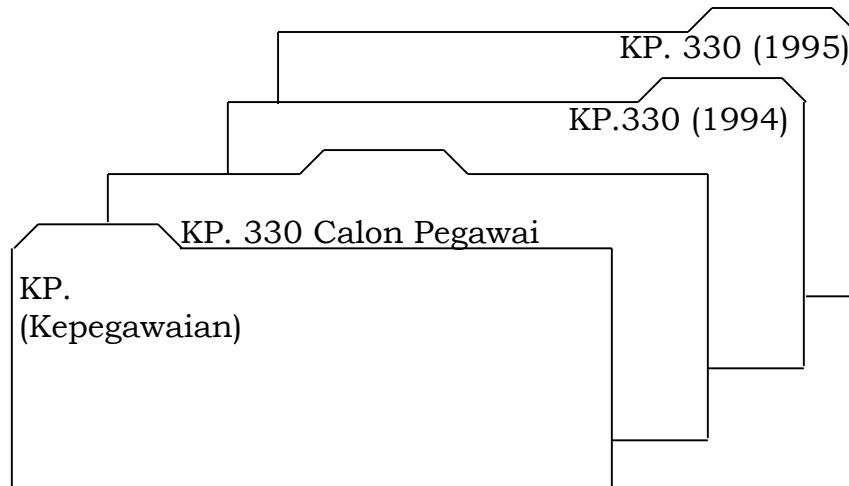 KP. 330 (1995)
KP.330 (1994)
KP. 330 Calon Pegawai
KP.
(Kepegawaian)